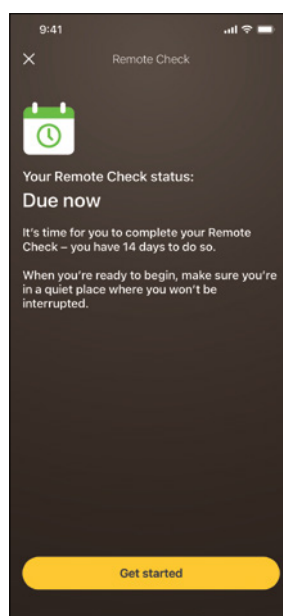 9:41
Remote Check
Your Remote Check status:
Due now
It's time for you to complete your Remote
Check – you have 14 days to do so.
When you're ready to begin, make sure you're
in a quiet place where you won't be
interrupted.
Get started